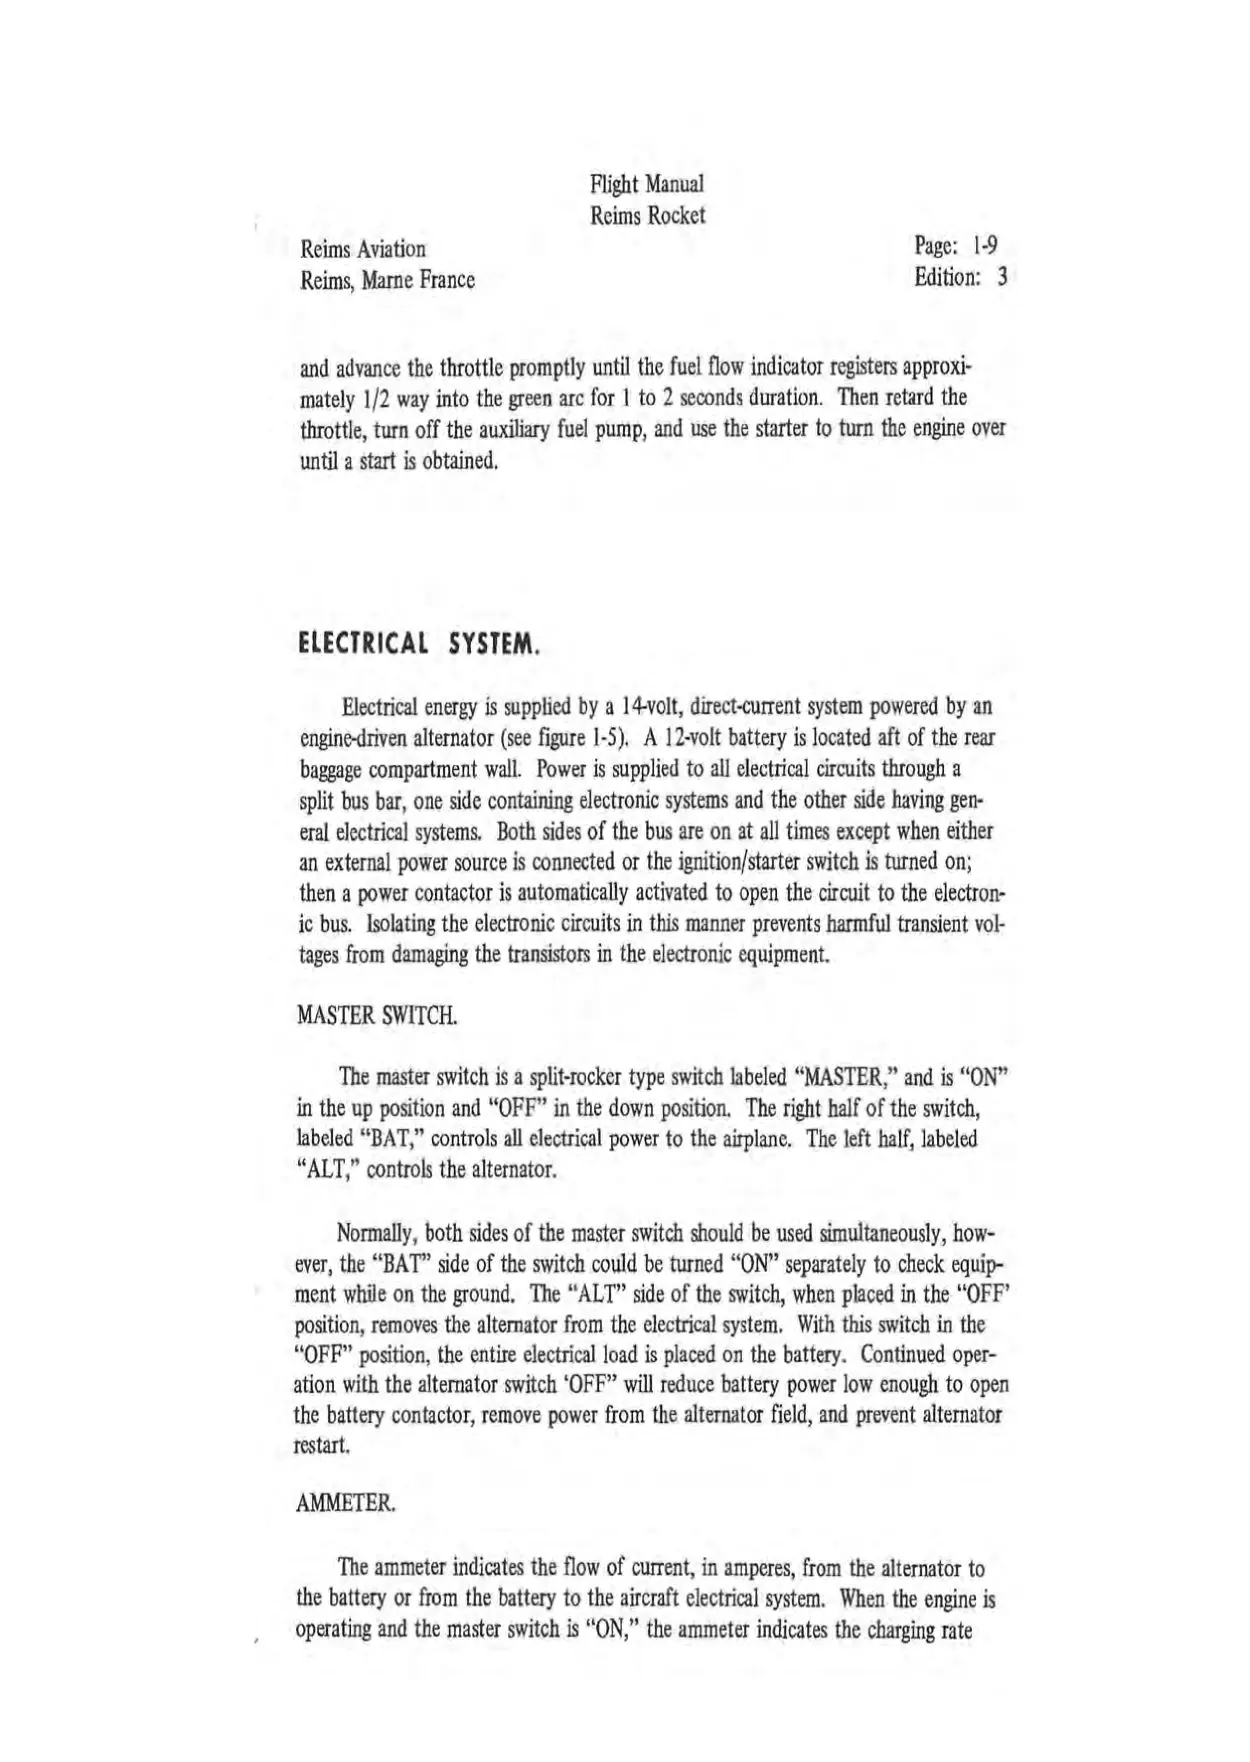 Flight Manual
Reims Rocket
Reims Aviation
Reims, Marne France
Page: 1-9
Edition: 3
and advance the throttle promptly until the fuel flow indicator registers approxi-
mately 1/2 way into the green arc for 1 to 2 seconds duration. Then retard the
throttle, turn off the auxiliary fuel pump, and use the starter to turn the engine over
until a start is obtained.
ELECTRICAL SYSTEM.
Electrical energy is supplied by a 14-volt, direct-current system powered by an
engine-driven alternator (see figure 1-5). A 12-volt battery is located aft of the rear
baggage compartment wall. Power is supplied to all electrical circuits through a
split bus bar, one side containing electronic systems and the other side having gen-
eral electrical systems. Both sides of the bus are on at all times except when either
an external power source is connected or the ignition/starter switch is turned on;
then a power contactor is automatically activated to open the circuit to the electron-
ic bus. Isolating the electronic circuits in this manner prevents harmful transient vol-
tages from damaging the transistors in the electronic equipment.
MASTER SWITCH.
The master switch is a split-rocker type switch labeled “MASTER,” and is “ON”
in the up position and “OFF” in the down position. The right half of the switch,
labeled “BAT,” controls all electrical power to the airplane. The left half, labeled
“ALT,” controls the alternator.
Normally, both sides of the master switch should be used simultaneously, how-
ever, the “BAT” side of the switch could be turned “ON” separately to check equip-
ment while on the ground. The “ALT” side of the switch, when placed in the “OFF’
position, removes the alternator from the electrical system. With this switch in the
“OFF” position, the entire electrical load is placed on the battery. Continued oper-
ation with the alternator switch ‘OFF” will reduce battery power low enough to open
the battery contactor, remove power from the alternator field, and prevent alternator
restart.
AMMETER.
The ammeter indicates the flow of current, in amperes, from the alternator to
the battery or from the battery to the aircraft electrical system. When the engine is
operating and the master switch is “ON,” the ammeter indicates the charging rate